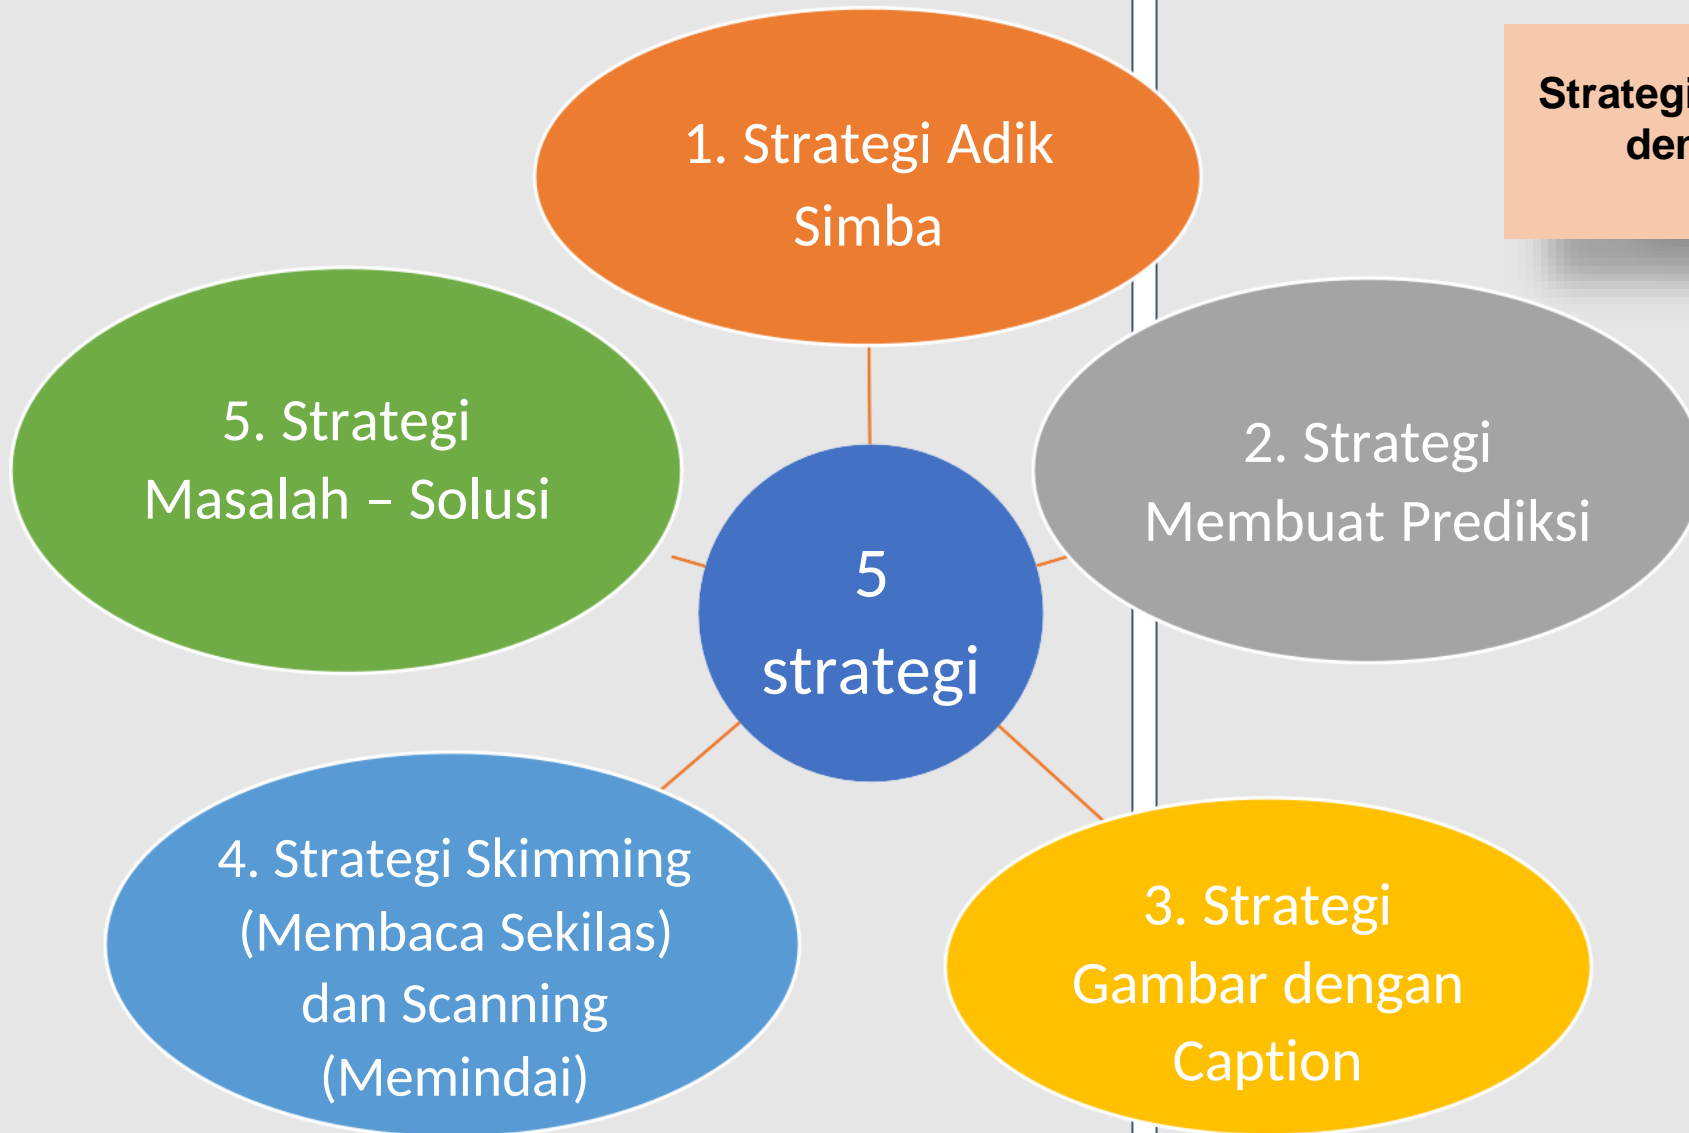 1. Strategi Adik
Simba
Strategi
5. Strategi
Masalah – Solusi
2. Strategi
Membuat Prediksi
5
strategi
4. Strategi Skimming
(Membaca Sekilas)
dan Scanning
(Memindai)
3. Strategi
Gambar dengan
Caption